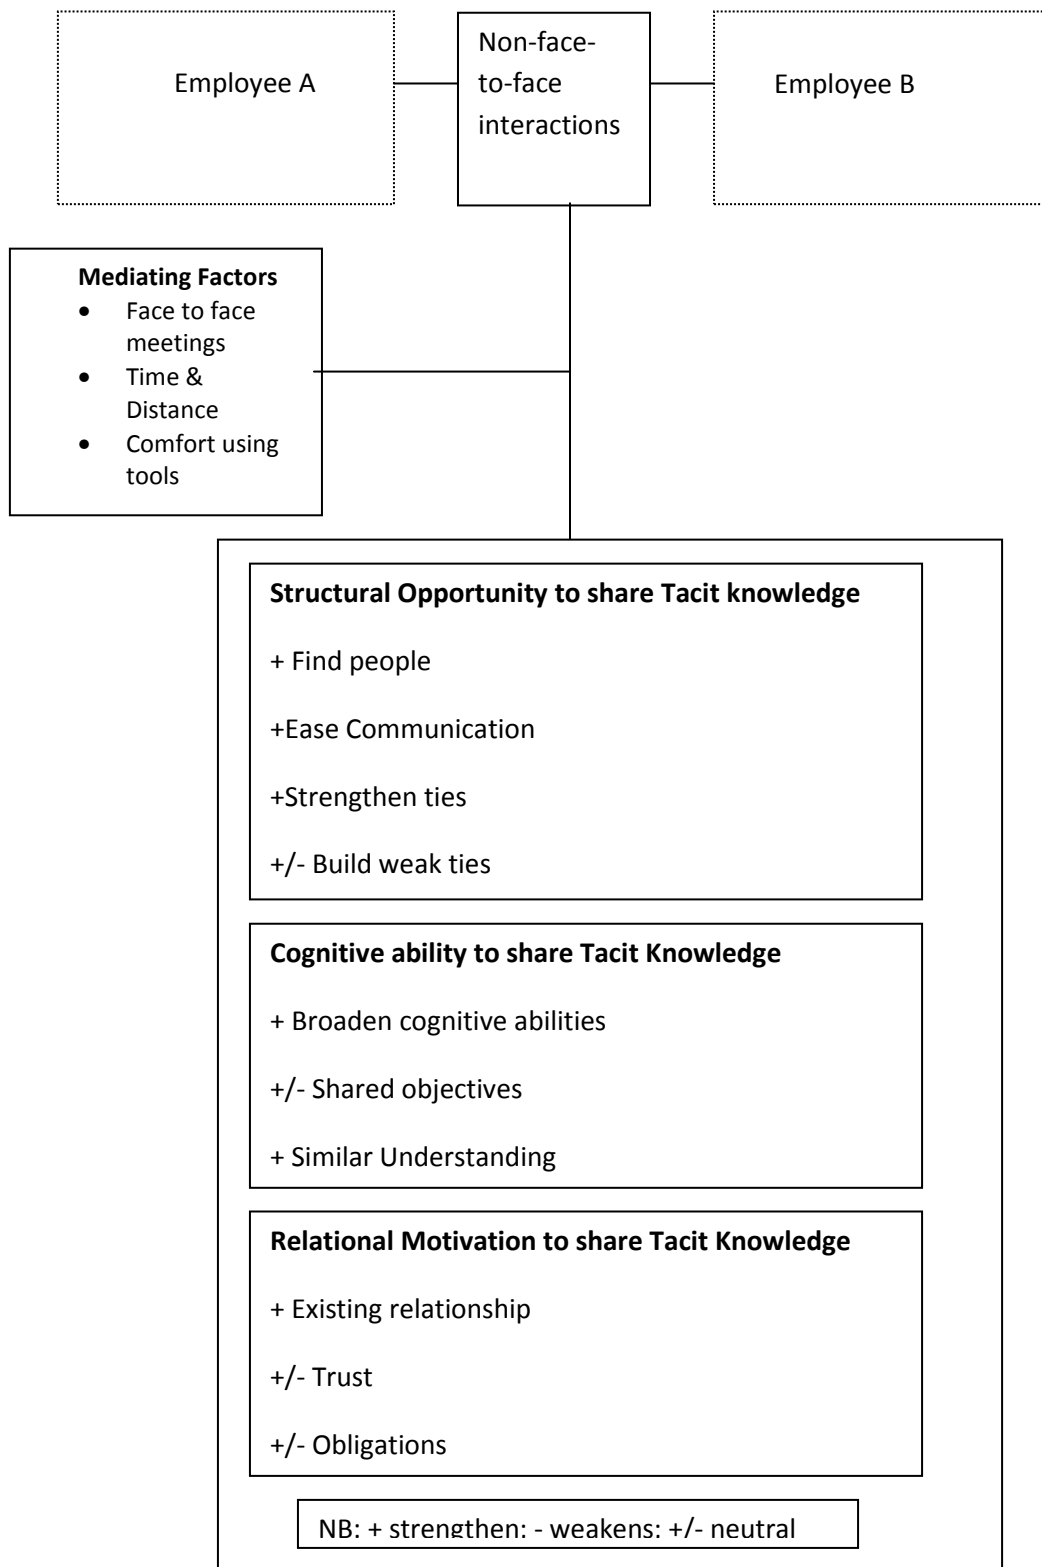 Employee A
Non-face-
to-face
interactions
Employee B
Mediating Factors
• Face to face
meetings
• Time &
Distance
• Comfort using
tools
Structural Opportunity to share Tacit knowledge
+ Find people
+Ease Communication
+Strengthen ties
+/- Build weak ties
Cognitive ability to share Tacit Knowledge
+ Broaden cognitive abilities
+/- Shared objectives
+ Similar Understanding
Relational Motivation to share Tacit Knowledge
+ Existing relationship
+/- Trust
+/- Obligations
NB: + strengthen: - weakens: +/- neutral